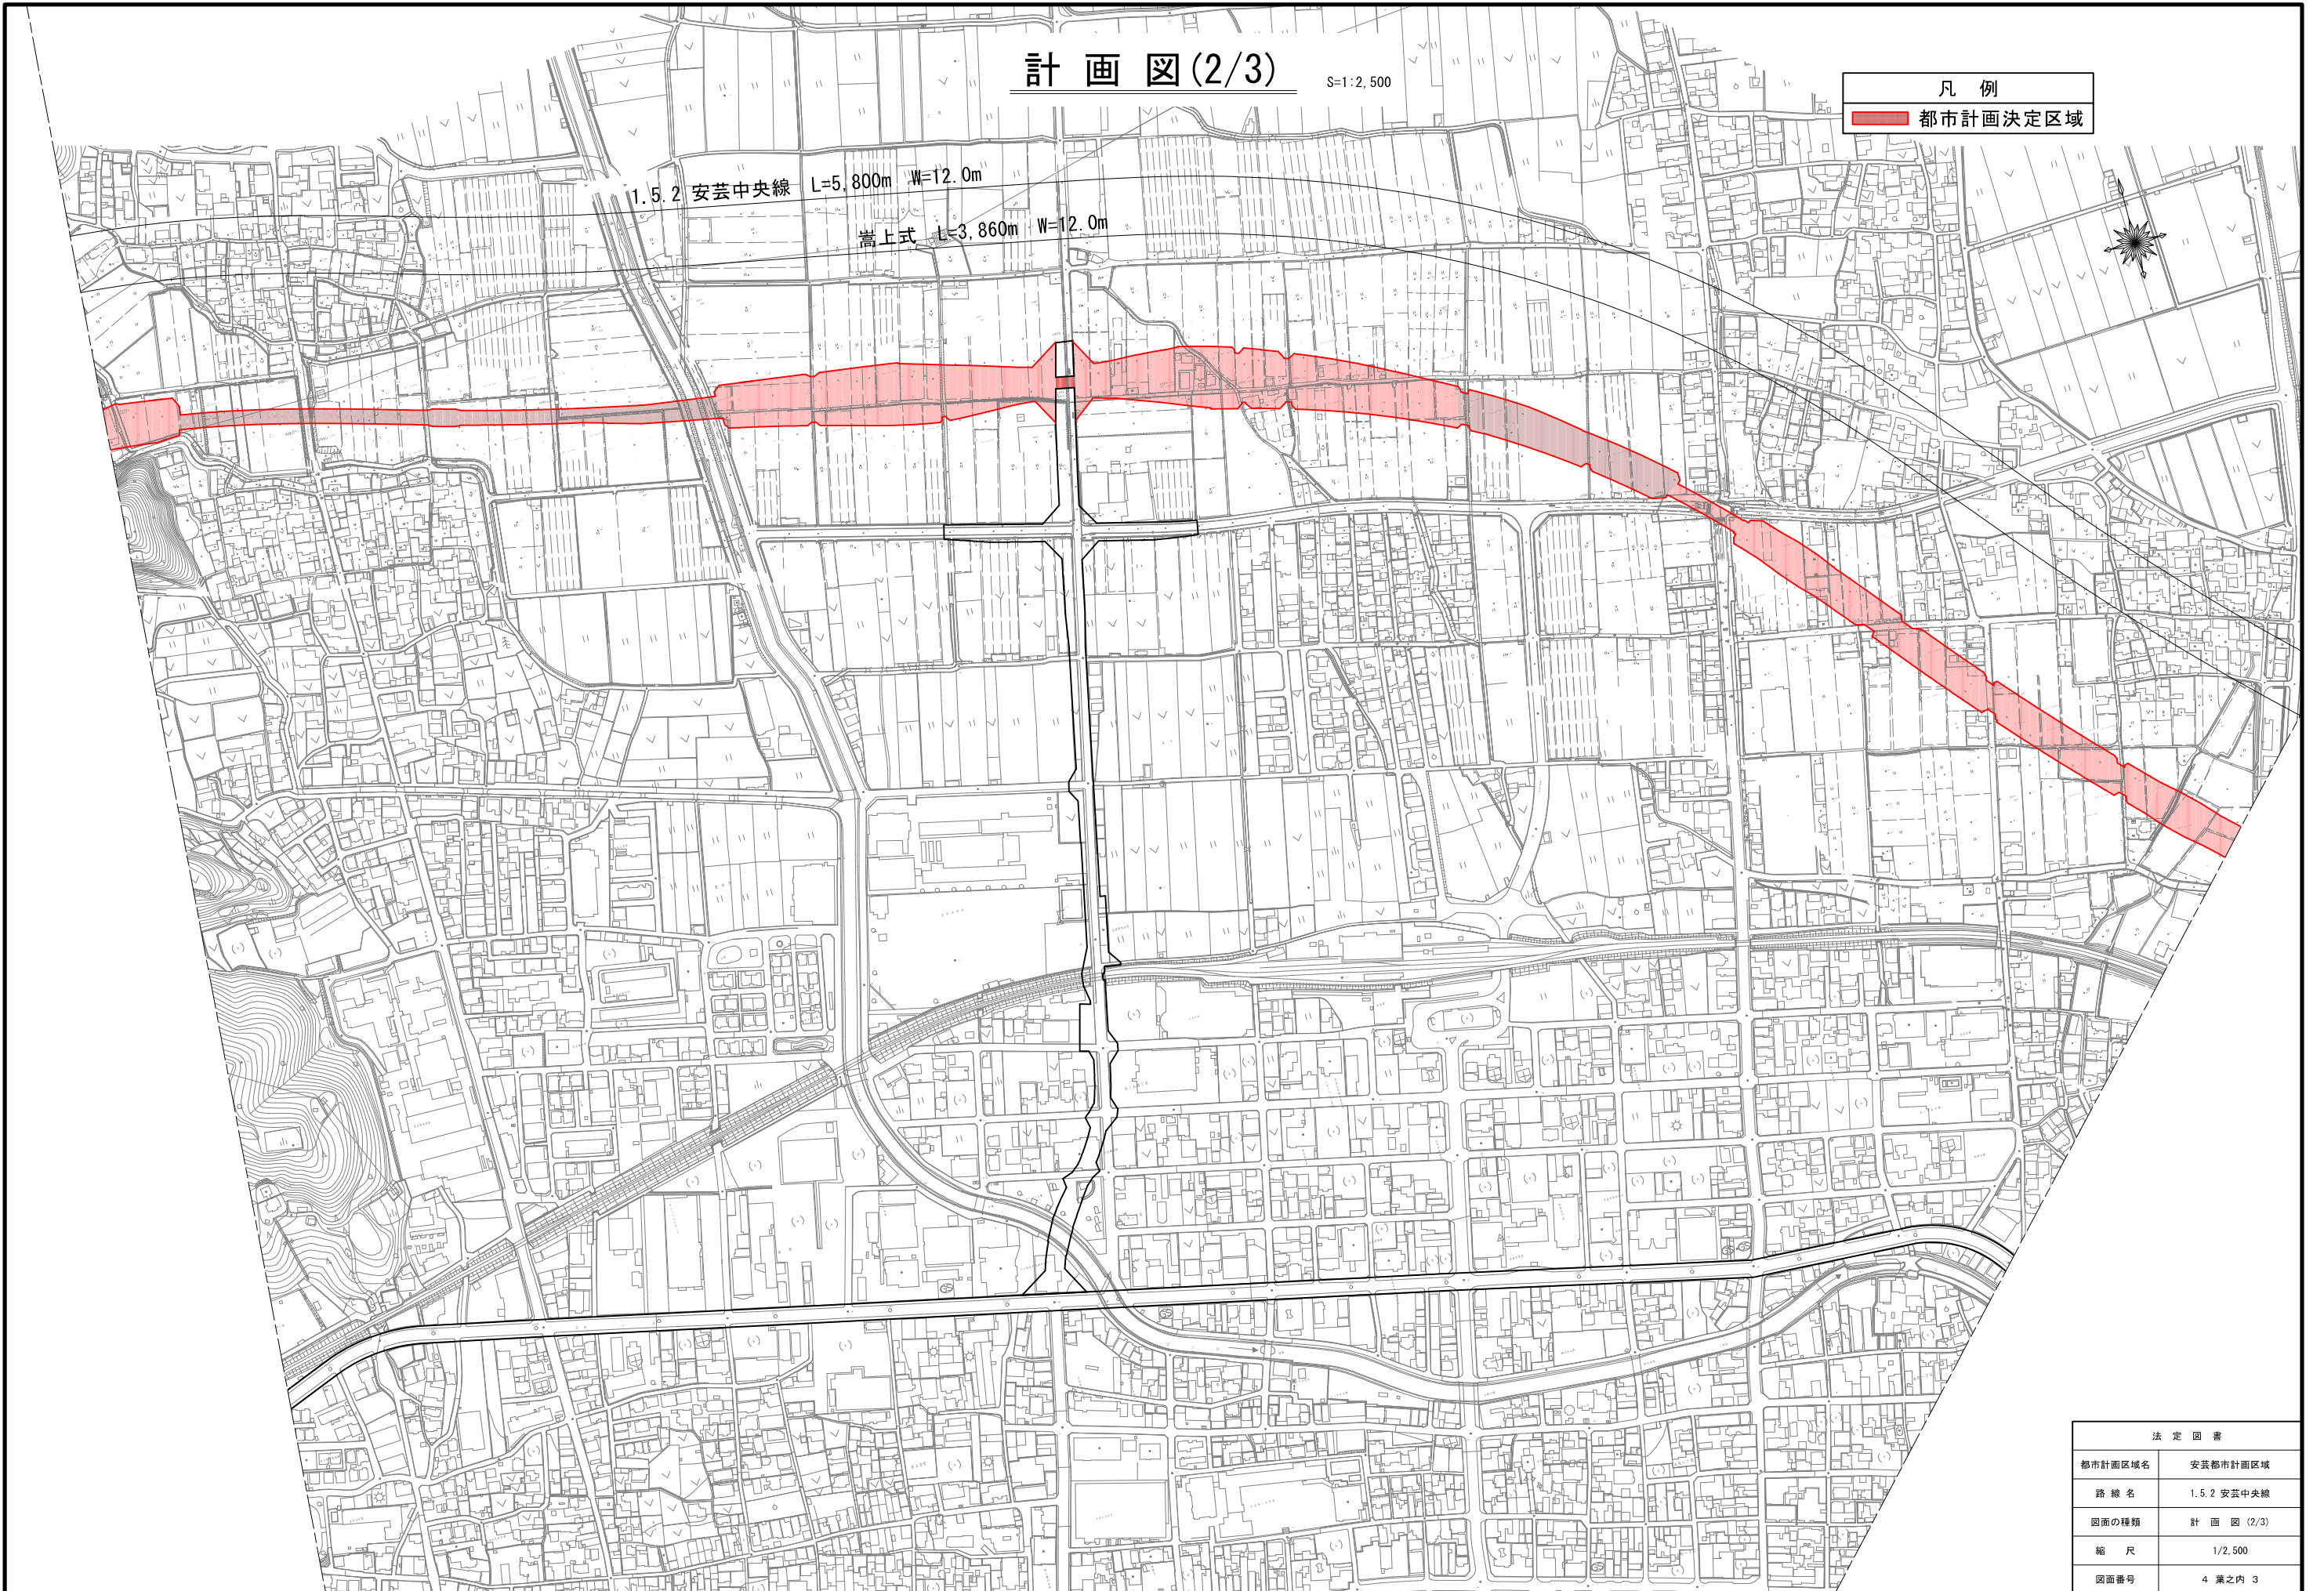 計画図(2/3)
S=1:2,500
凡例
都市計画決定区域
1.5.2 安芸中央線 L=5,800m W=12.0m
嵩上式 L=3,860m W=12.0m
法定図書
都市計画区域名 安芸都市計画区域
路線名 1.5.2 安芸中央線
図面の種類 計画図(2/3)
縮尺 1/2,500
図面番号 4葉之内 3